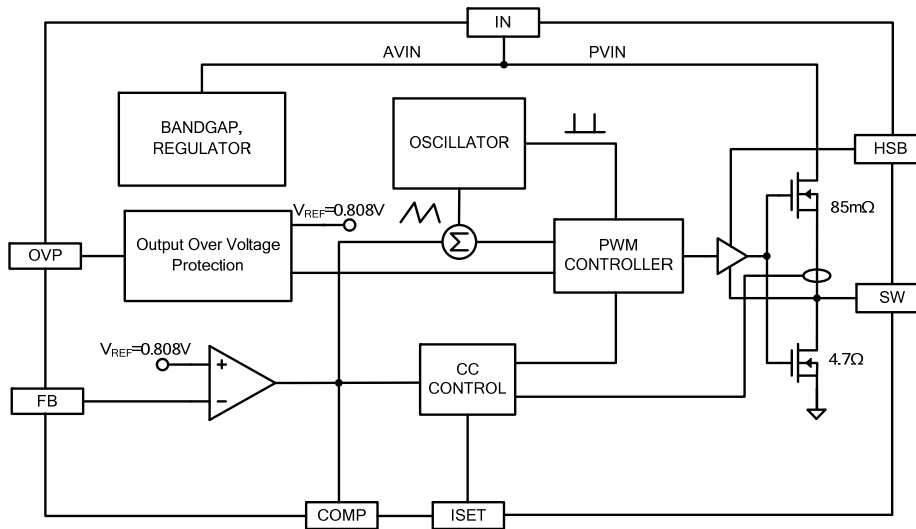 IN
AVIN
PVIN
BANDGAP,
REGULATOR
OSCILLATOR
HSB
VREF=0.808V
85mΩ
OVP
Output Over Voltage
Protection
Σ
PWM
CONTROLLER
SW
VREF=0.808V
+
−
CC
CONTROL
4.7Ω
FB
COMP
ISET